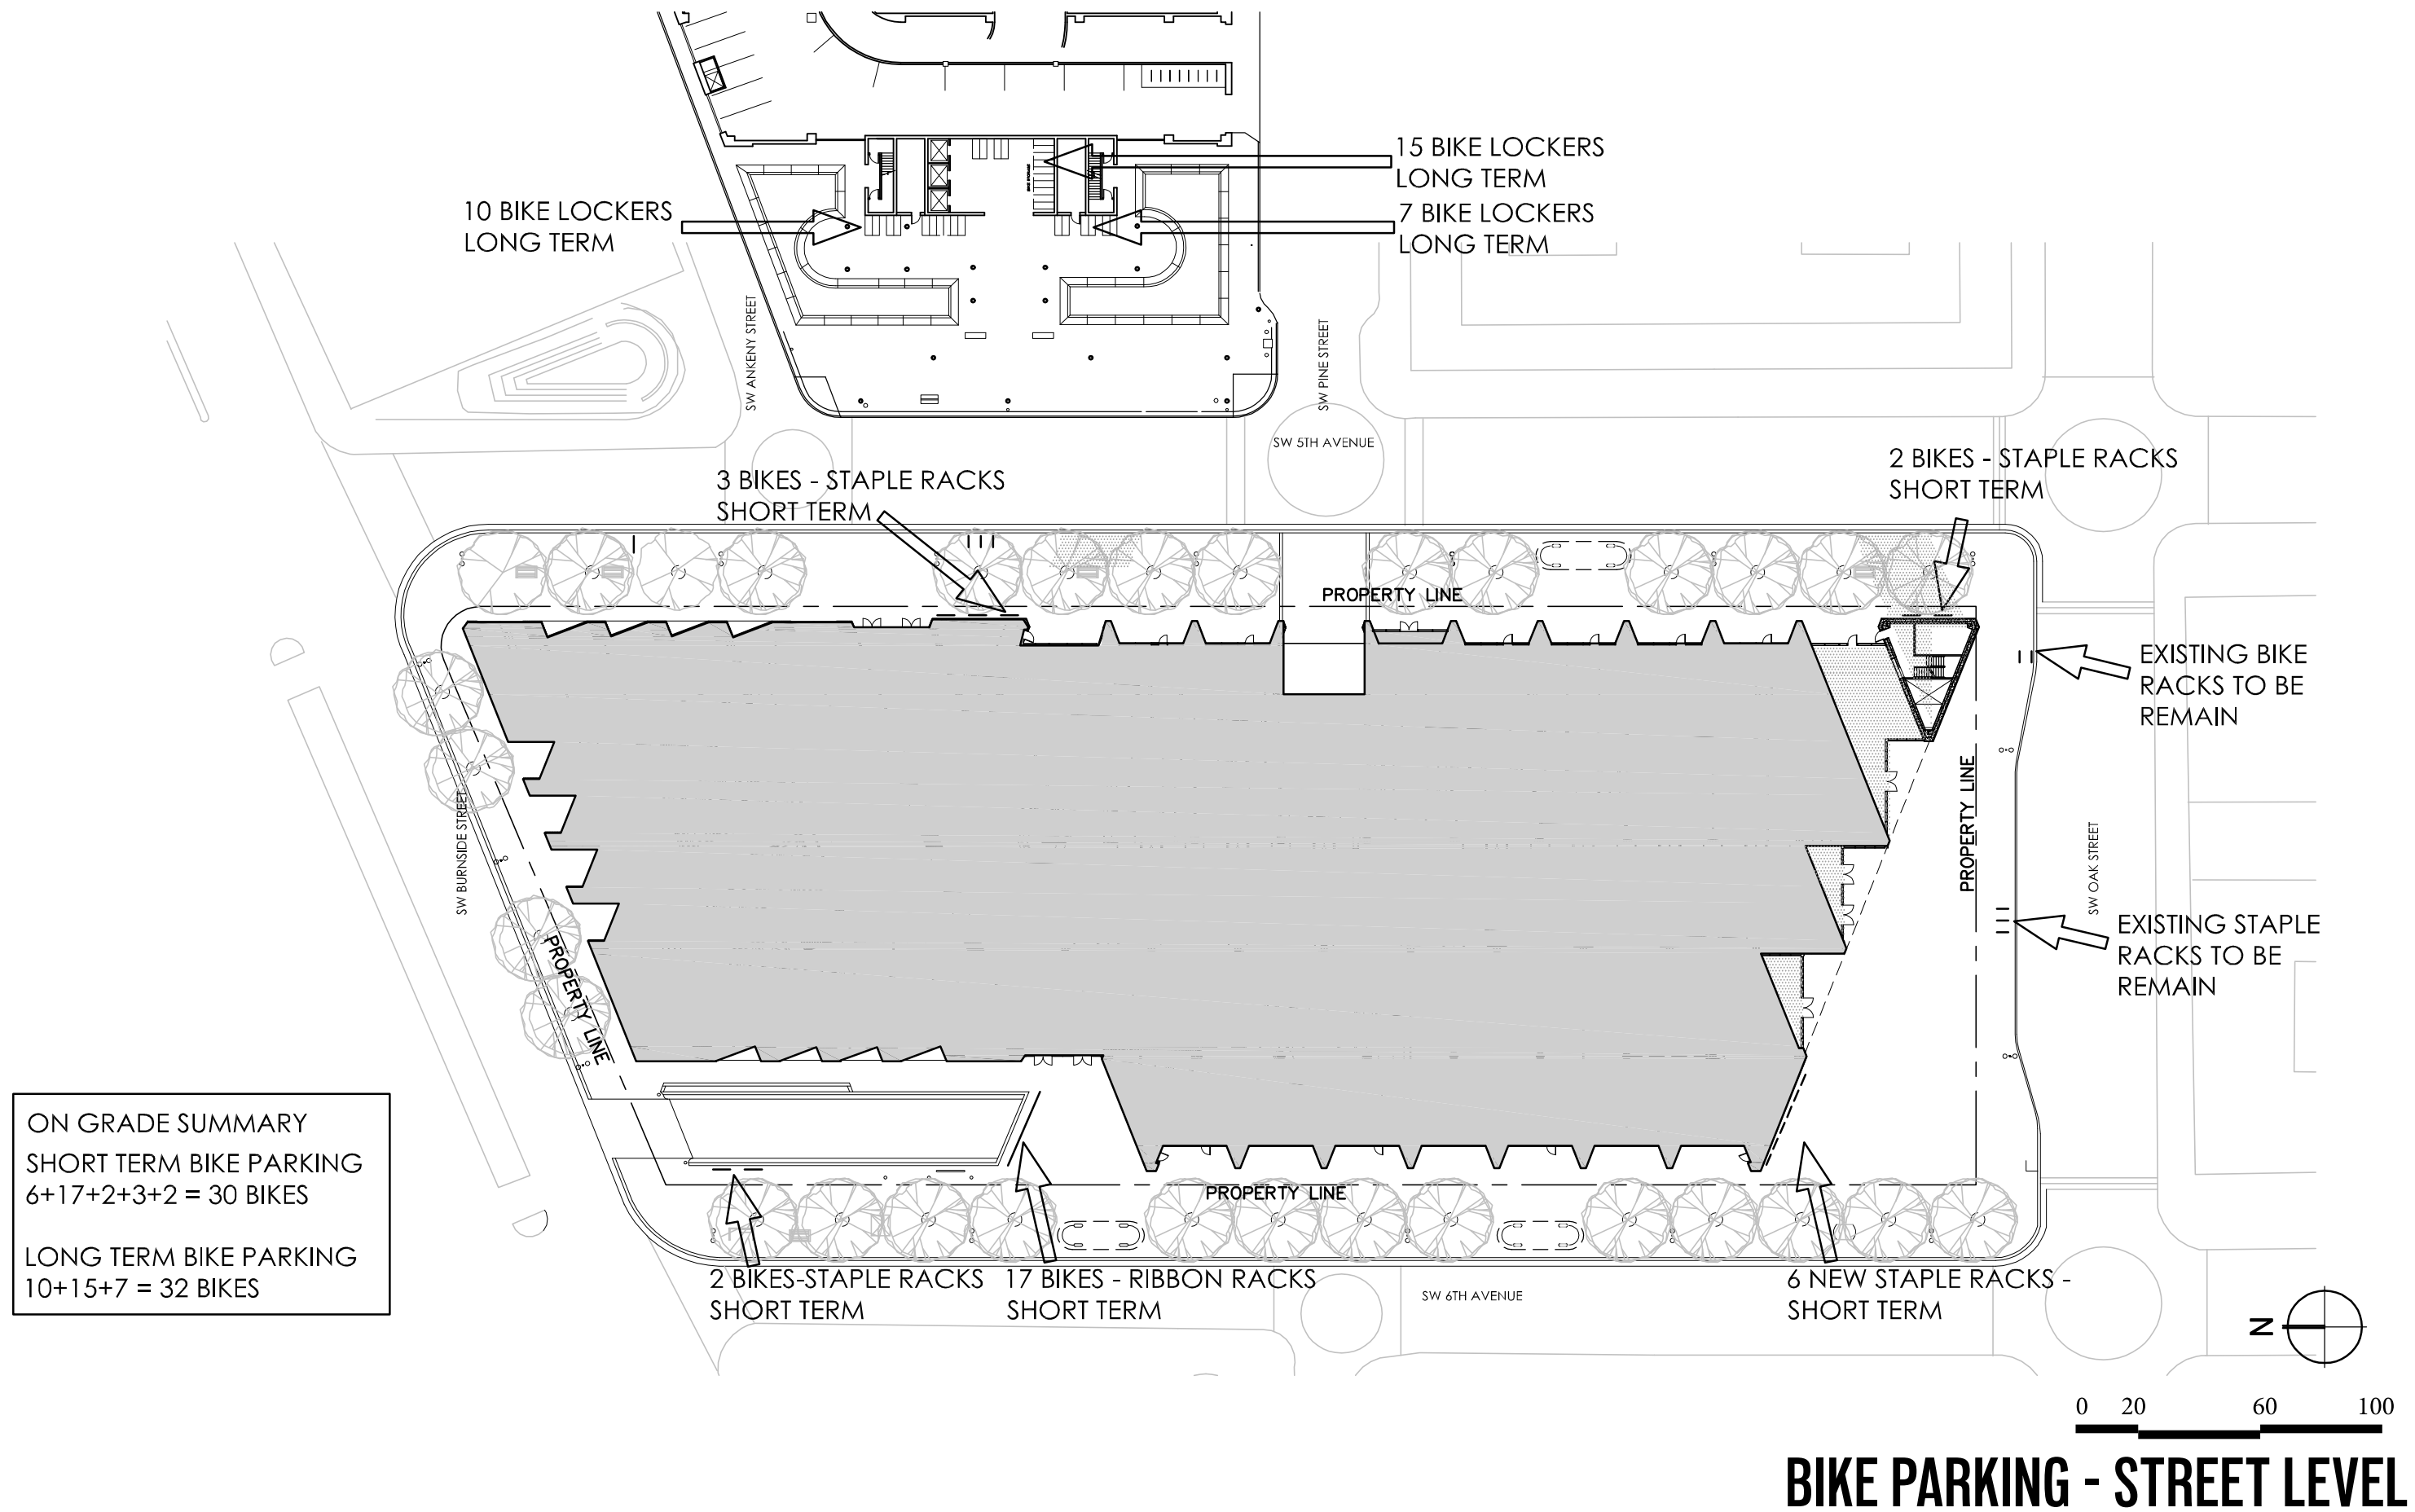 15 BIKE LOCKERS
LONG TERM
10 BIKE LOCKERS
LONG TERM
7 BIKE LOCKERS
LONG TERM
SW ANKENY STREET
SW PINE STREET
SW 5TH AVENUE
3 BIKES - STAPLE RACKS
SHORT TERM
2 BIKES - STAPLE RACKS
SHORT TERM
PROPERTY LINE
EXISTING BIKE
RACKS TO BE
REMAIN
PROPERTY LINE
SW BURNSIDE STREET
SW OAK STREET
EXISTING STAPLE
RACKS TO BE
REMAIN
PROPERTY LINE
ON GRADE SUMMARY
SHORT TERM BIKE PARKING
6+17+2+3+2 = 30 BIKES
LONG TERM BIKE PARKING
10+15+7 = 32 BIKES
PROPERTY LINE
2 BIKES-STAPLE RACKS
SHORT TERM
17 BIKES - RIBBON RACKS
SHORT TERM
6 NEW STAPLE RACKS -
SHORT TERM
SW 6TH AVENUE
N
0 20 60 100
BIKE PARKING - STREET LEVEL